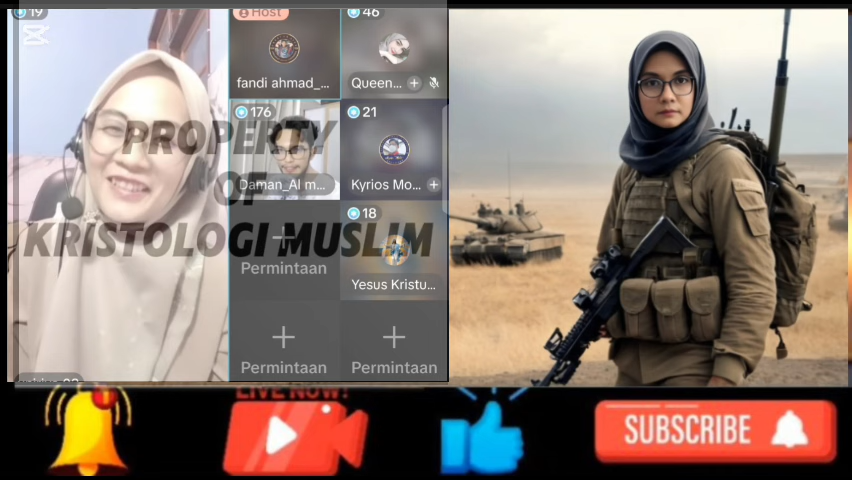 19
Host
46
fandi ahmad_...
Queen...
176
21
PROPERTY
OF
KRISTOLOGI MUSLIM
Daman_Al m...
Kyrios Mo...
18
Permintaan
Yesus Kristu...
Permintaan
Permintaan
LIVE NOW!
SUBSCRIBE